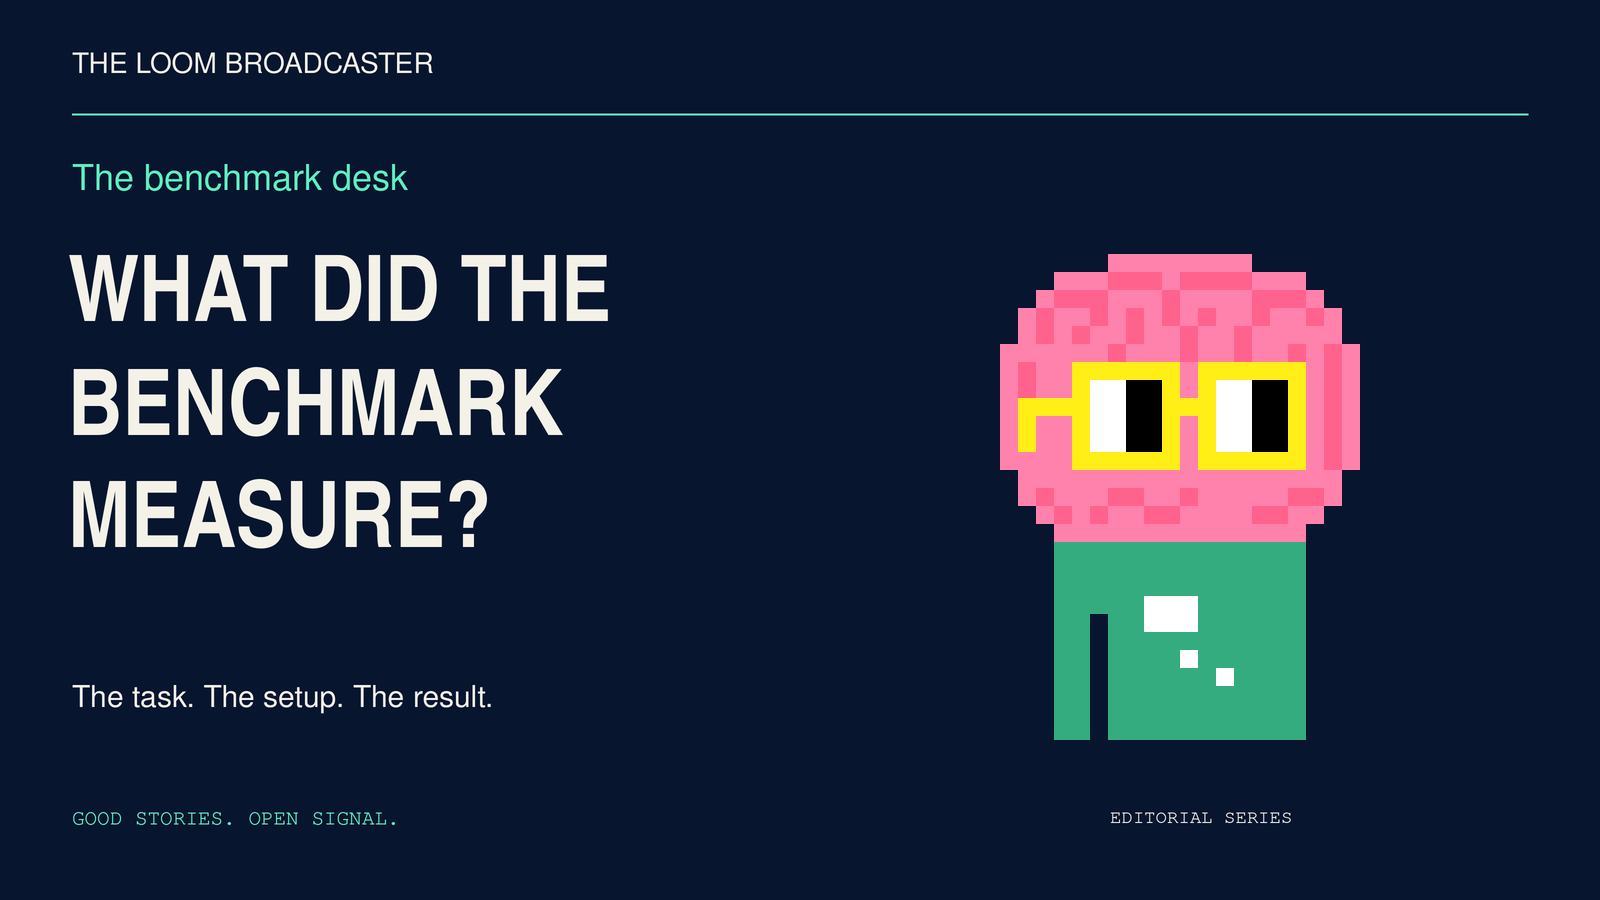 THE LOOM BROADCASTER
The benchmark desk
WHAT DID THE
BENCHMARK
MEASURE?
The task. The setup. The result.
GOOD STORIES. OPEN SIGNAL.
EDITORIAL SERIES